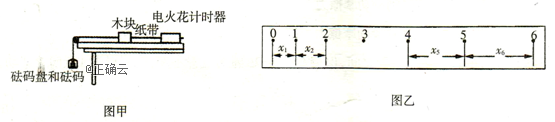 电火花计时器
木块
纸带
砝码盘和砝码
@正确云
图甲
0 1 2 3 4 5 6
x₁ x₂ x₅ x₆
图乙